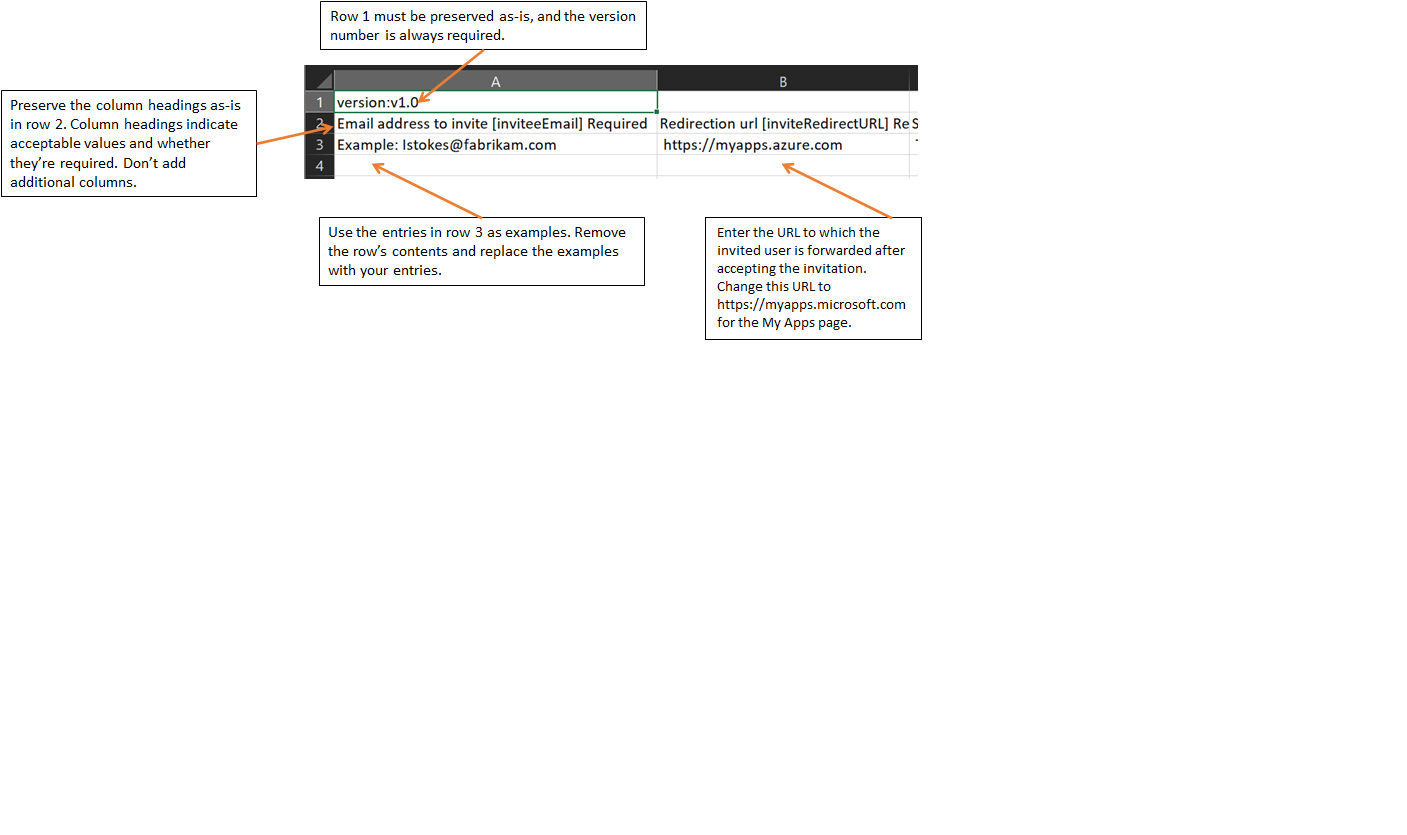 Row 1 must be preserved as-is, and the version
number is always required.
Preserve the column headings as-is
in row 2. Column headings indicate
acceptable values and whether
they're required. Don't add
additional columns.
A B
1 version:v1.0
2 Email address to invite [inviteeEmail] Required Redirection url [inviteRedirectURL] Re S
3 Example: lstokes@fabrikam.com https://myapps.azure.com
4
Use the entries in row 3 as examples. Remove
the row's contents and replace the examples
with your entries.
Enter the URL to which the
invited user is forwarded after
accepting the invitation.
Change this URL to
https://myapps.microsoft.com
for the My Apps page.